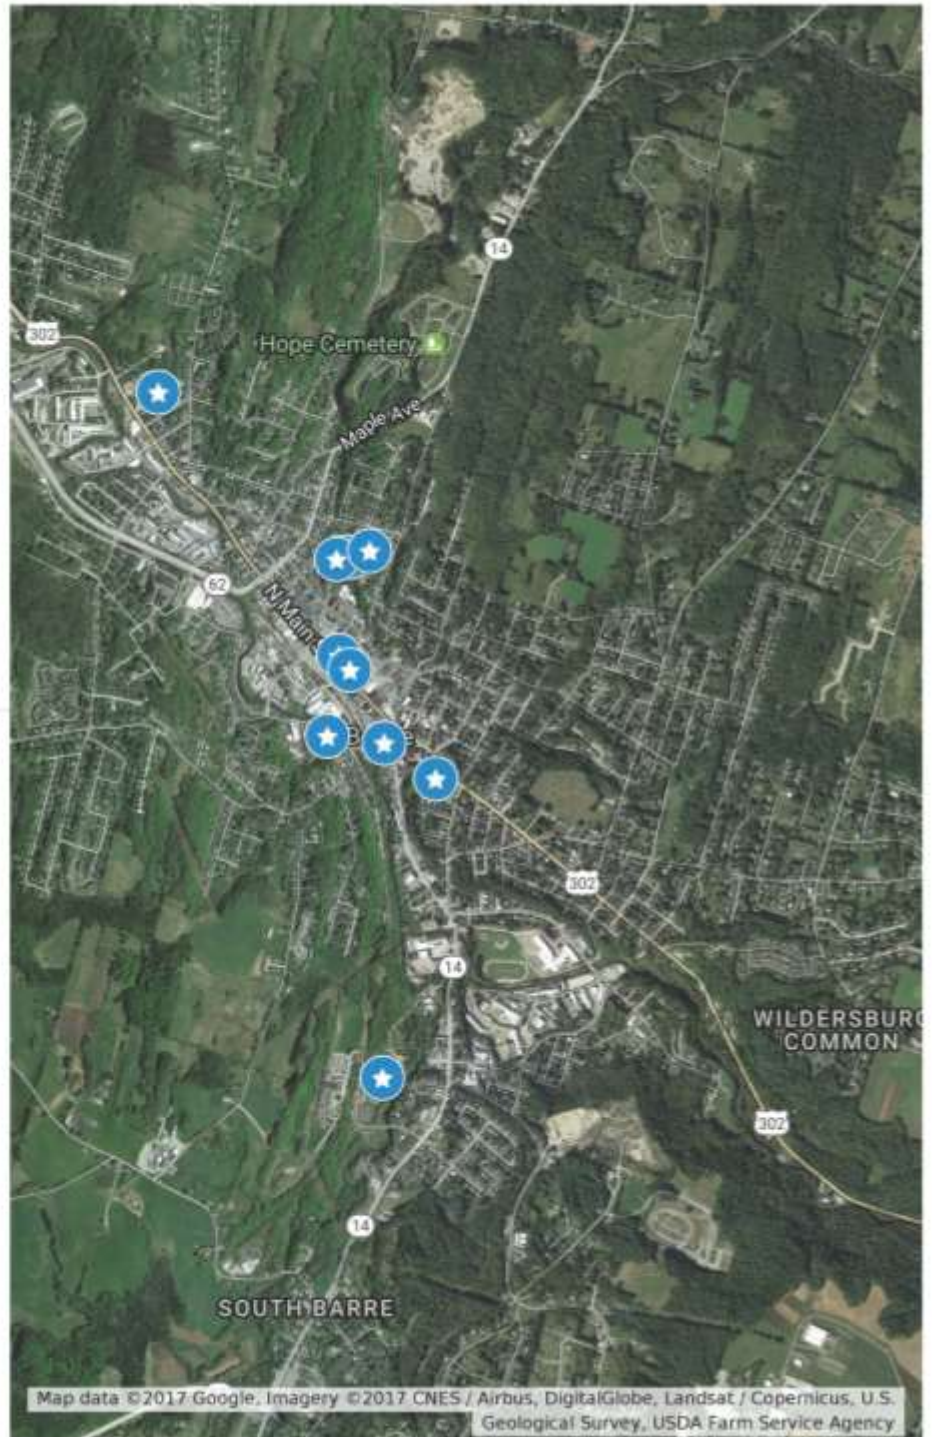 14
302
Hope Cemetery
Maple Ave
62
N Main
302
14
WILDERSBURG
COMMON
302
14
SOUTH BARRE
Map data ©2017 Google, Imagery ©2017 CNES / Airbus, DigitalGlobe, Landsat / Copernicus, U.S.
Geological Survey, USDA Farm Service Agency